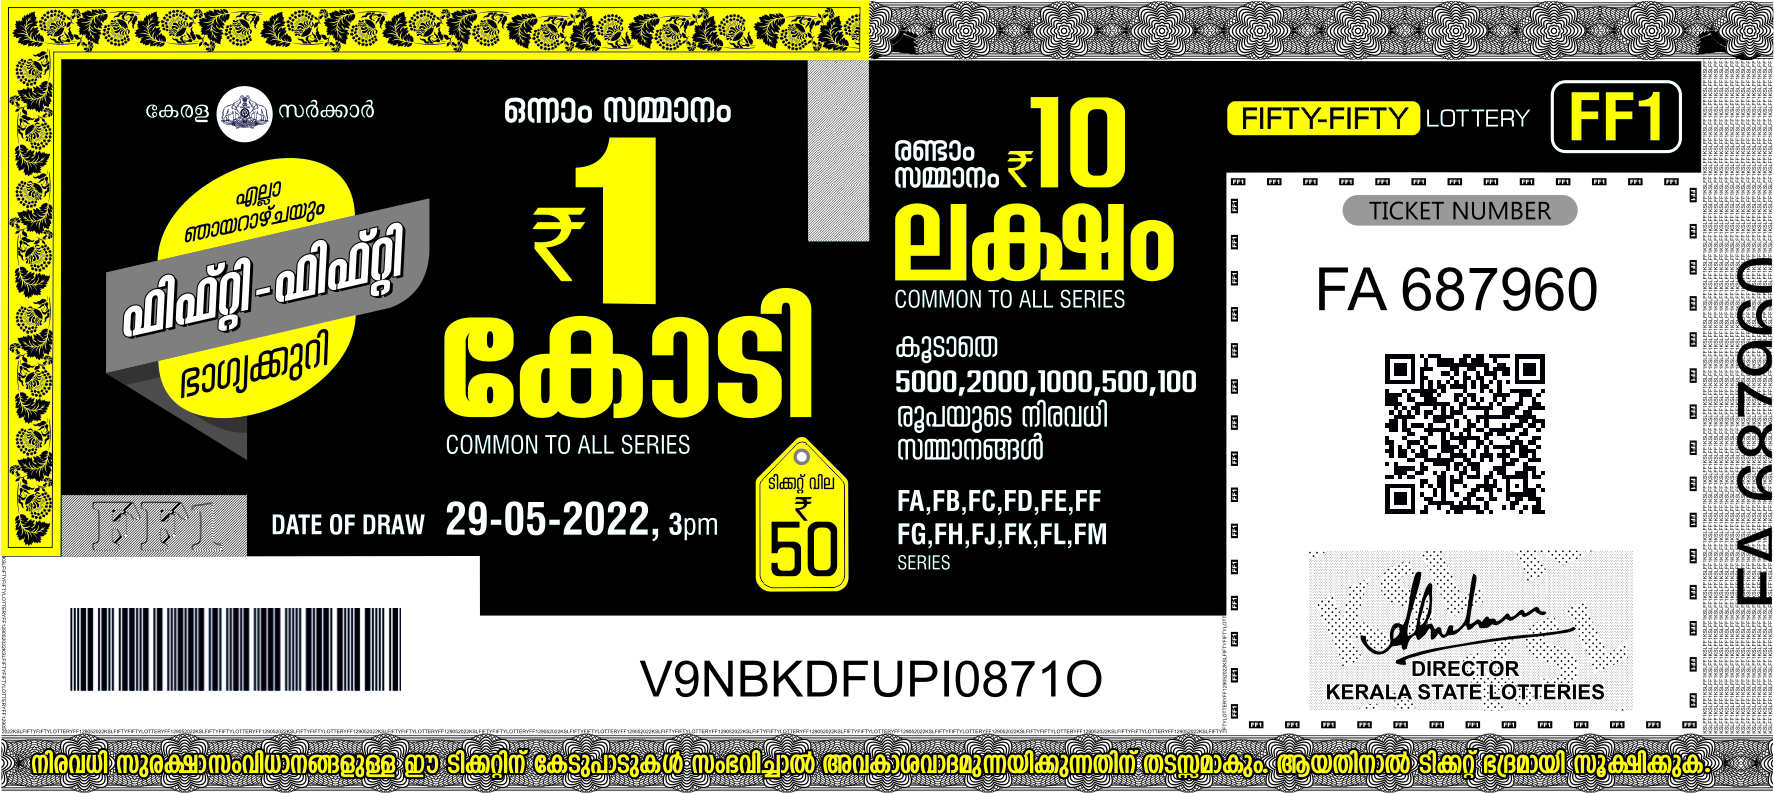 കേരള സർക്കാർ
എല്ലാ
ഞായറാഴ്ചയും
ഫിഫ്റ്റി-ഫിഫ്റ്റി
ഭാഗ്യക്കുറി
FF1
ഒന്നാം സമ്മാനം
₹1
കോടി
COMMON TO ALL SERIES
DATE OF DRAW 29-05-2022, 3pm
ടിക്കറ്റ് വില
₹
50
രണ്ടാം
സമ്മാനം ₹10
ലക്ഷം
COMMON TO ALL SERIES
കൂടാതെ
5000,2000,1000,500,100
രൂപയുടെ നിരവധി
സമ്മാനങ്ങൾ
FA,FB,FC,FD,FE,FF
FG,FH,FJ,FK,FL,FM
SERIES
FIFTY-FIFTY LOTTERY FF1
TICKET NUMBER
FA 687960
DIRECTOR
KERALA STATE LOTTERIES
FA 687960
V9NBKDFUPI0871O
നിരവധി സുരക്ഷാസംവിധാനങ്ങളുള്ള ഈ ടിക്കറ്റിന് കേടുപാടുകൾ സംഭവിച്ചാൽ അവകാശവാദമുന്നയിക്കുന്നതിന് തടസ്സമാകും. ആയതിനാൽ ടിക്കറ്റ് ഭദ്രമായി സൂക്ഷിക്കുക.